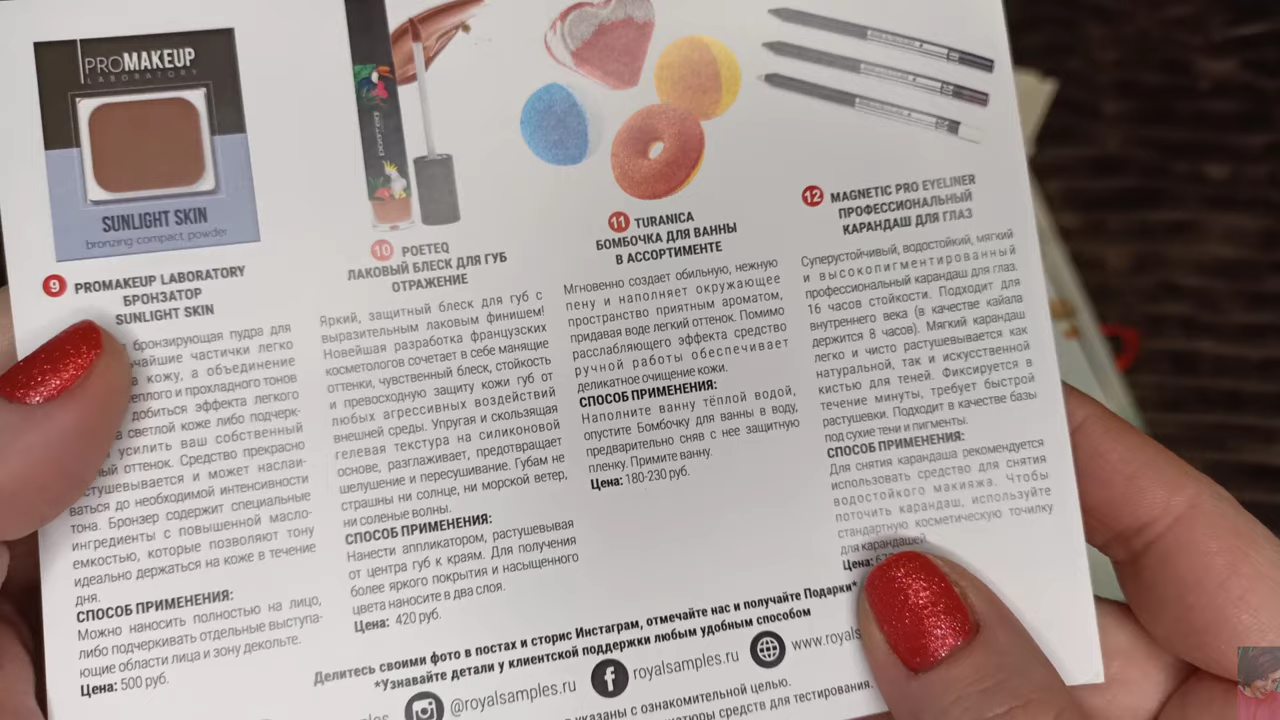 PROMAKEUP
LABORATORY
SUNLIGHT SKIN
bronzing compact powder
9 PROMAKEUP LABORATORY
БРОНЗАТОР
SUNLIGHT SKIN
бронзирующая пудра для
частички легко
кожу, а объединение
и прохладного тонов
добиться эффекта легкого
светлой коже либо подчерк-
усилить ваш собственный
оттенок. Средство прекрасно
и может наслаи-
ваться до необходимой интенсивности
тона. Бронзер содержит специальные
ингредиенты с повышенной масло-
емкостью, которые позволяют тону
идеально держаться на коже в течение
дня.
СПОСОБ ПРИМЕНЕНИЯ:
Можно наносить полностью на лицо,
либо подчеркивать отдельные выступа-
ющие области лица и зону декольте.
Цена: 500 руб.
poeteq
10 POETEQ
ЛАКОВЫЙ БЛЕСК ДЛЯ ГУБ
ОТРАЖЕНИЕ
Яркий, защитный блеск для губ с
выразительным лаковым финишем!
Новейшая разработка французских
косметологов сочетает в себе манящие
оттенки, чувственный блеск, стойкость
и превосходную защиту кожи губ от
любых агрессивных воздействий
внешней среды. Упругая и скользящая
гелевая текстура на силиконовой
основе, разглаживает, предотвращает
шелушение и пересушивание. Губам не
страшны ни солнце, ни морской ветер,
ни соленые волны.
СПОСОБ ПРИМЕНЕНИЯ:
Нанести аппликатором, растушевывая
от центра губ к краям. Для получения
более яркого покрытия и насыщенного
цвета наносите в два слоя.
Цена: 420 руб.
11 TURANICA
БОМБОЧКА ДЛЯ ВАННЫ
В АССОРТИМЕНТЕ
Мгновенно создает обильную, нежную
пену и наполняет окружающее
пространство приятным ароматом,
придавая воде легкий оттенок. Помимо
расслабляющего эффекта средство
ручной работы обеспечивает
деликатное очищение кожи.
СПОСОБ ПРИМЕНЕНИЯ:
Наполните ванну тёплой водой,
опустите Бомбочку для ванны в воду,
предварительно сняв с нее защитную
пленку. Примите ванну.
Цена: 180-230 руб.
12 MAGNETIC PRO EYELINER
ПРОФЕССИОНАЛЬНЫЙ
КАРАНДАШ ДЛЯ ГЛАЗ
Суперустойчивый, водостойкий, мягкий
и высокопигментированный
профессиональный карандаш для глаз.
16 часов стойкости. Подходит для
внутреннего века (в качестве кайала
держится 8 часов). Мягкий карандаш
легко и чисто растушевывается как
натуральной, так и искусственной
кистью для теней. Фиксируется в
течение минуты, требует быстрой
растушевки. Подходит в качестве базы
под сухие тени и пигменты.
СПОСОБ ПРИМЕНЕНИЯ:
Для снятия карандаша рекомендуется
использовать средство для снятия
водостойкого макияжа. Чтобы
поточить карандаш, используйте
стандартную косметическую точилку
для карандашей.
Цена:
Делитесь своими фото в постах и сторис Инстаграм, отмечайте нас и получайте Подарки*
*Узнавайте детали у клиентской поддержки любым удобным способом
@royalsamples.ru royalsamples.ru www.royals
указаны с ознакомительной целью.
средств для тестирования.